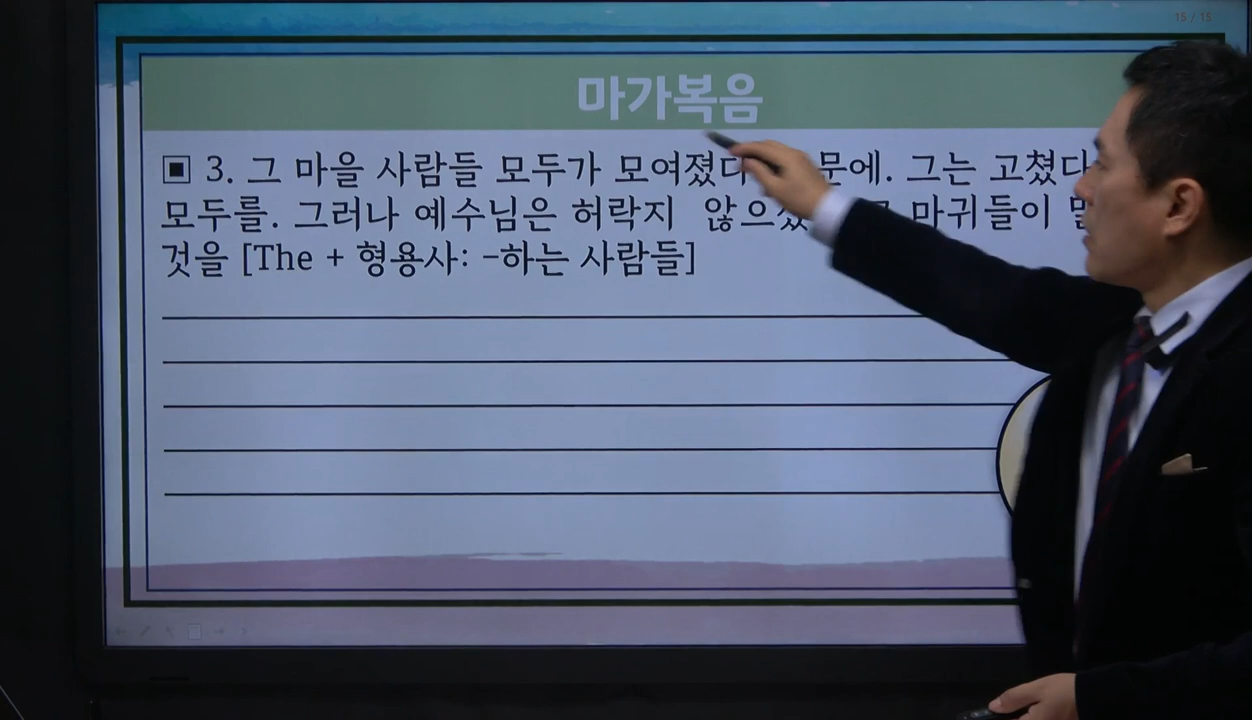 15 / 15
마가복음
▣ 3. 그 마을 사람들 모두가 모여졌다 문에. 그는 고쳤다
모두를. 그러나 예수님은 허락지 않으셨 마귀들이
것을 [The + 형용사: -하는 사람들]